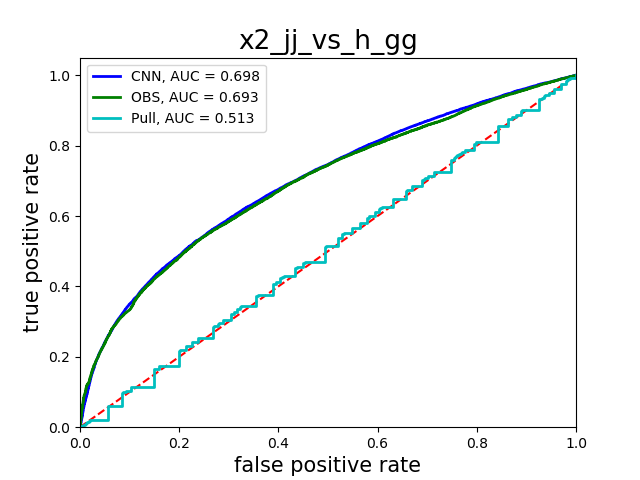 x2_jj_vs_h_gg
CNN, AUC = 0.698
OBS, AUC = 0.693
Pull, AUC = 0.513
true positive rate
1.0
0.8
0.6
0.4
0.2
0.0
0.0 0.2 0.4 0.6 0.8 1.0
false positive rate